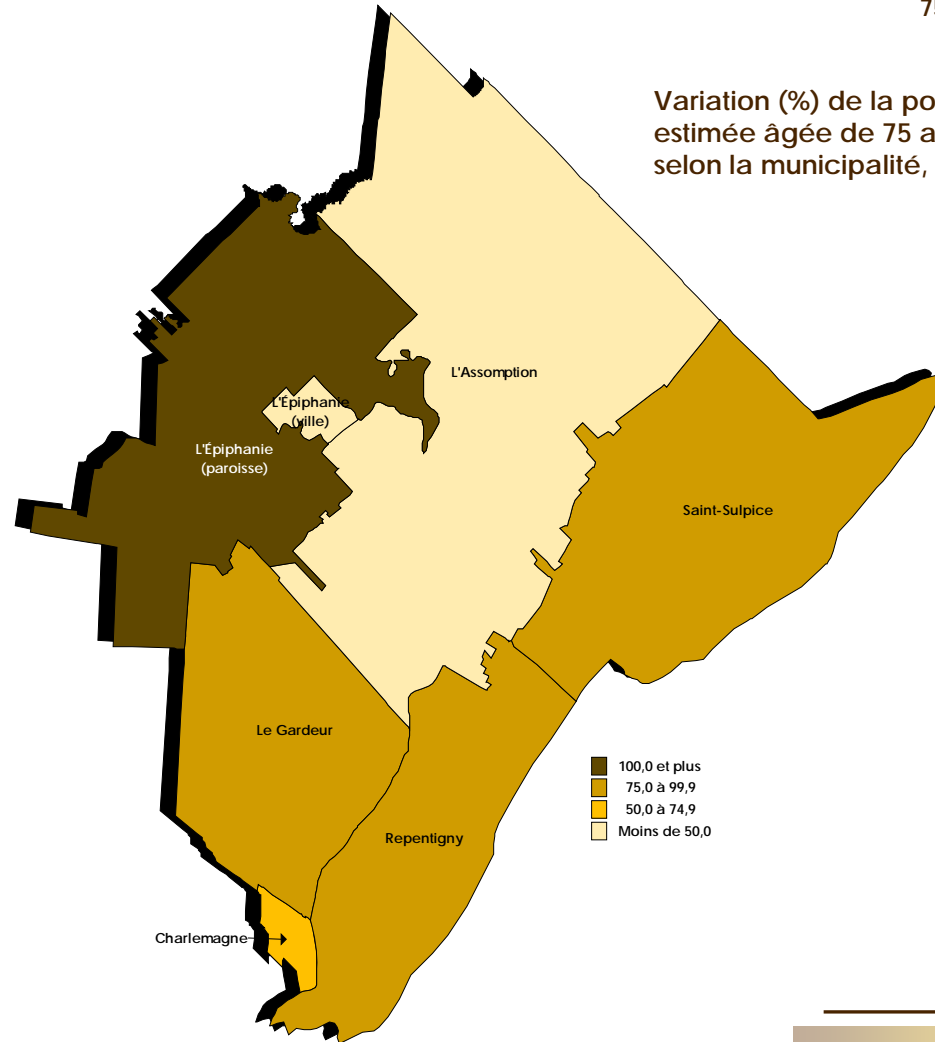 75
Variation (%) de la po
estimée âgée de 75 a
selon la municipalité,
L'Assomption
L'Épiphanie
(ville)
L'Épiphanie
(paroisse)
Saint-Sulpice
Le Gardeur
100,0 et plus
75,0 à 99,9
50,0 à 74,9
Moins de 50,0
Repentigny
Charlemagne